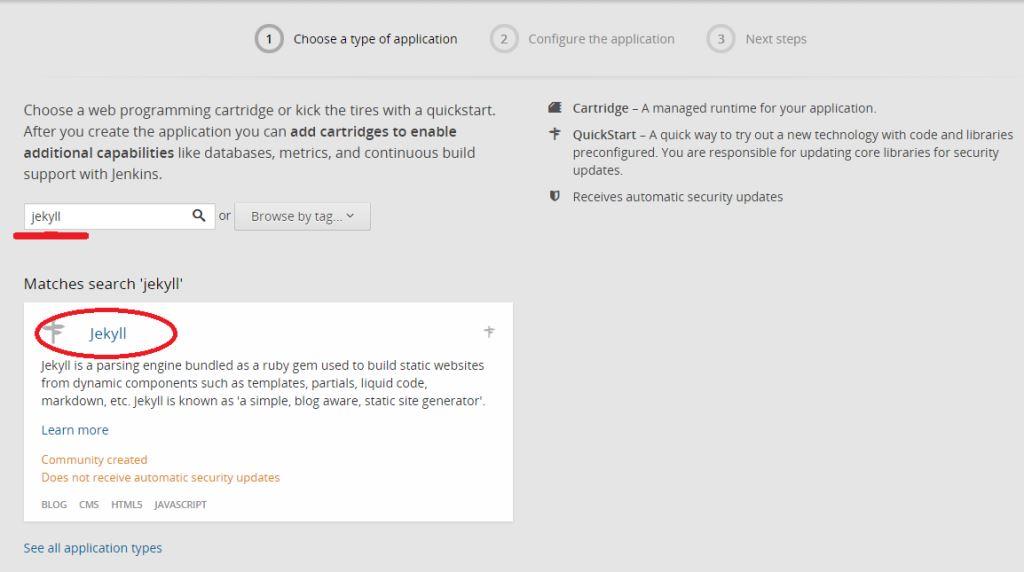 1 Choose a type of application 2 Configure the application 3 Next steps
Choose a web programming cartridge or kick the tires with a quickstart.
After you create the application you can add cartridges to enable
additional capabilities like databases, metrics, and continuous build
support with Jenkins.
Cartridge – A managed runtime for your application.
QuickStart – A quick way to try out a new technology with code and libraries
preconfigured. You are responsible for updating core libraries for security
updates.
Receives automatic security updates
jekyll or Browse by tag...
Matches search 'jekyll'
Jekyll
Jekyll is a parsing engine bundled as a ruby gem used to build static websites
from dynamic components such as templates, partials, liquid code,
markdown, etc. Jekyll is known as 'a simple, blog aware, static site generator'.
Learn more
Community created
Does not receive automatic security updates
BLOG CMS HTML5 JAVASCRIPT
See all application types